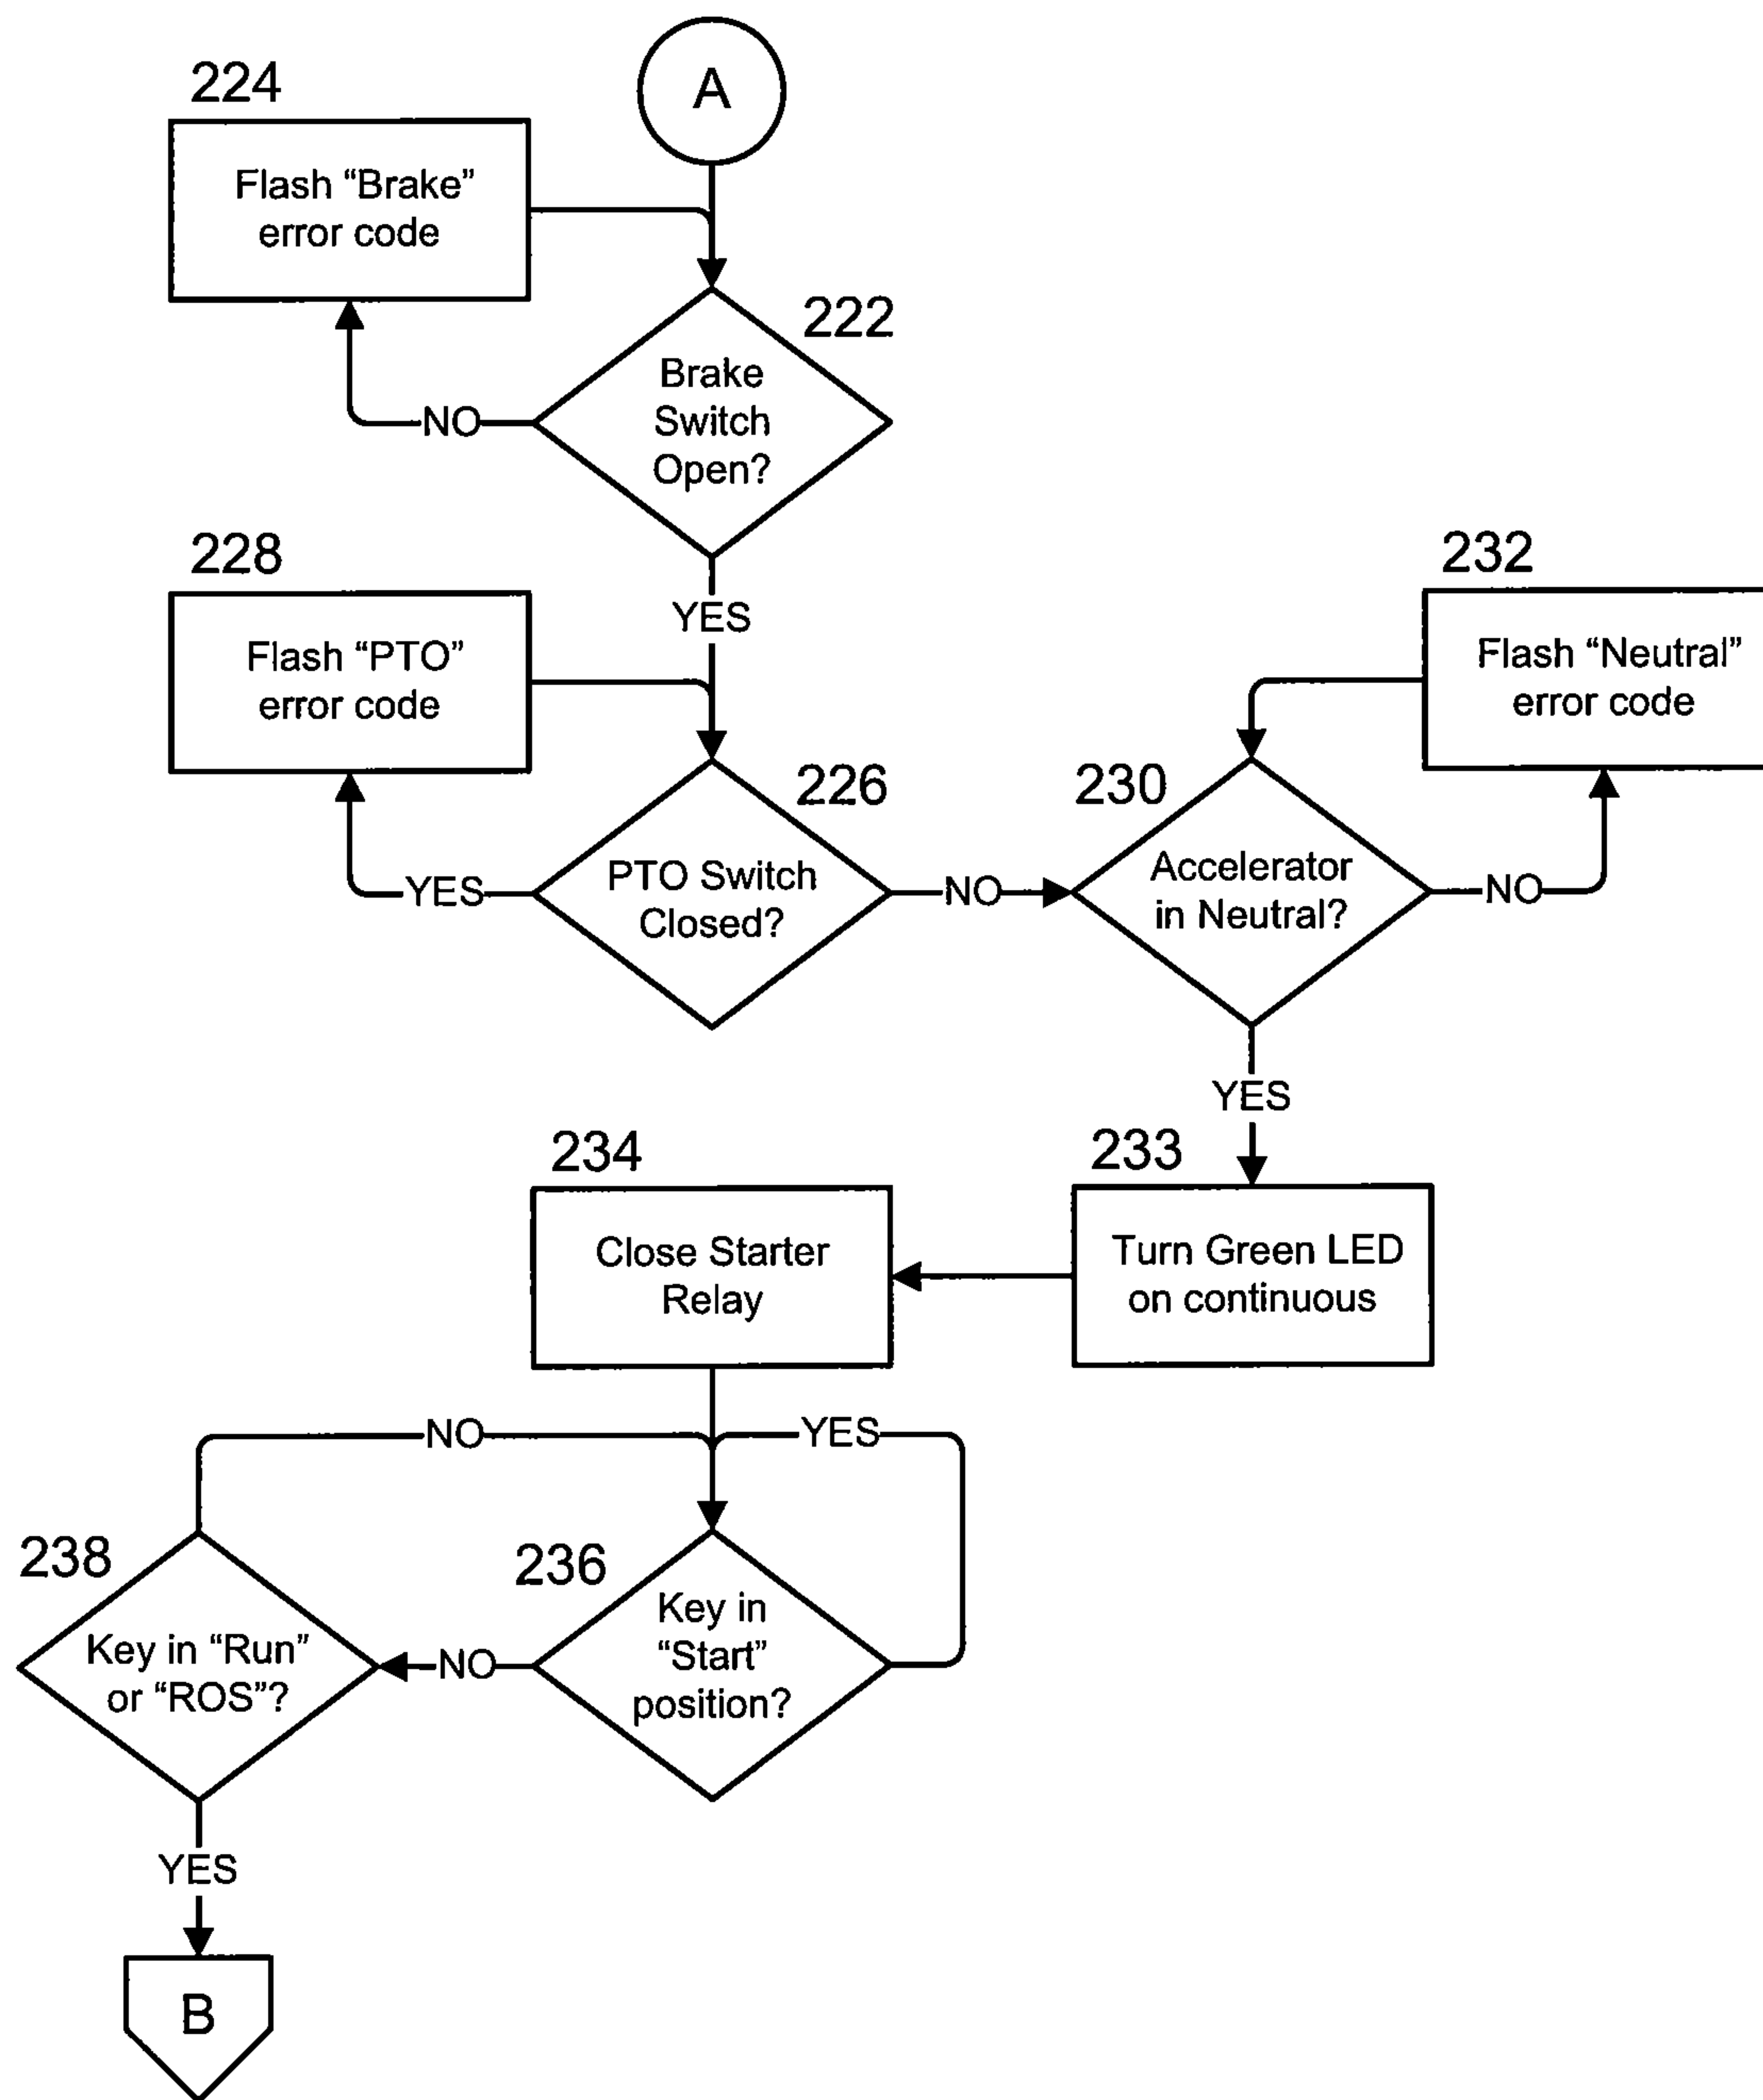 A
224
Flash “Brake”
error code
222
Brake
Switch
Open?
NO
YES
228
Flash “PTO”
error code
226
PTO Switch
Closed?
YES
NO
230
Accelerator
in Neutral?
232
Flash “Neutral”
error code
NO
YES
233
Turn Green LED
on continuous
234
Close Starter
Relay
NO
YES
236
Key in
“Start”
position?
NO
238
Key in “Run”
or “ROS”?
YES
B